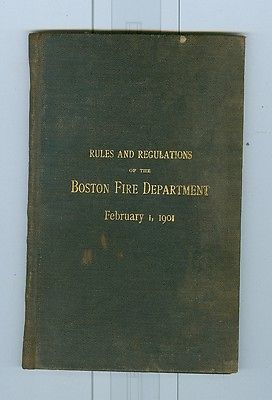 RULES AND REGULATIONS
OF THE
BOSTON FIRE DEPARTMENT
February 1, 1901